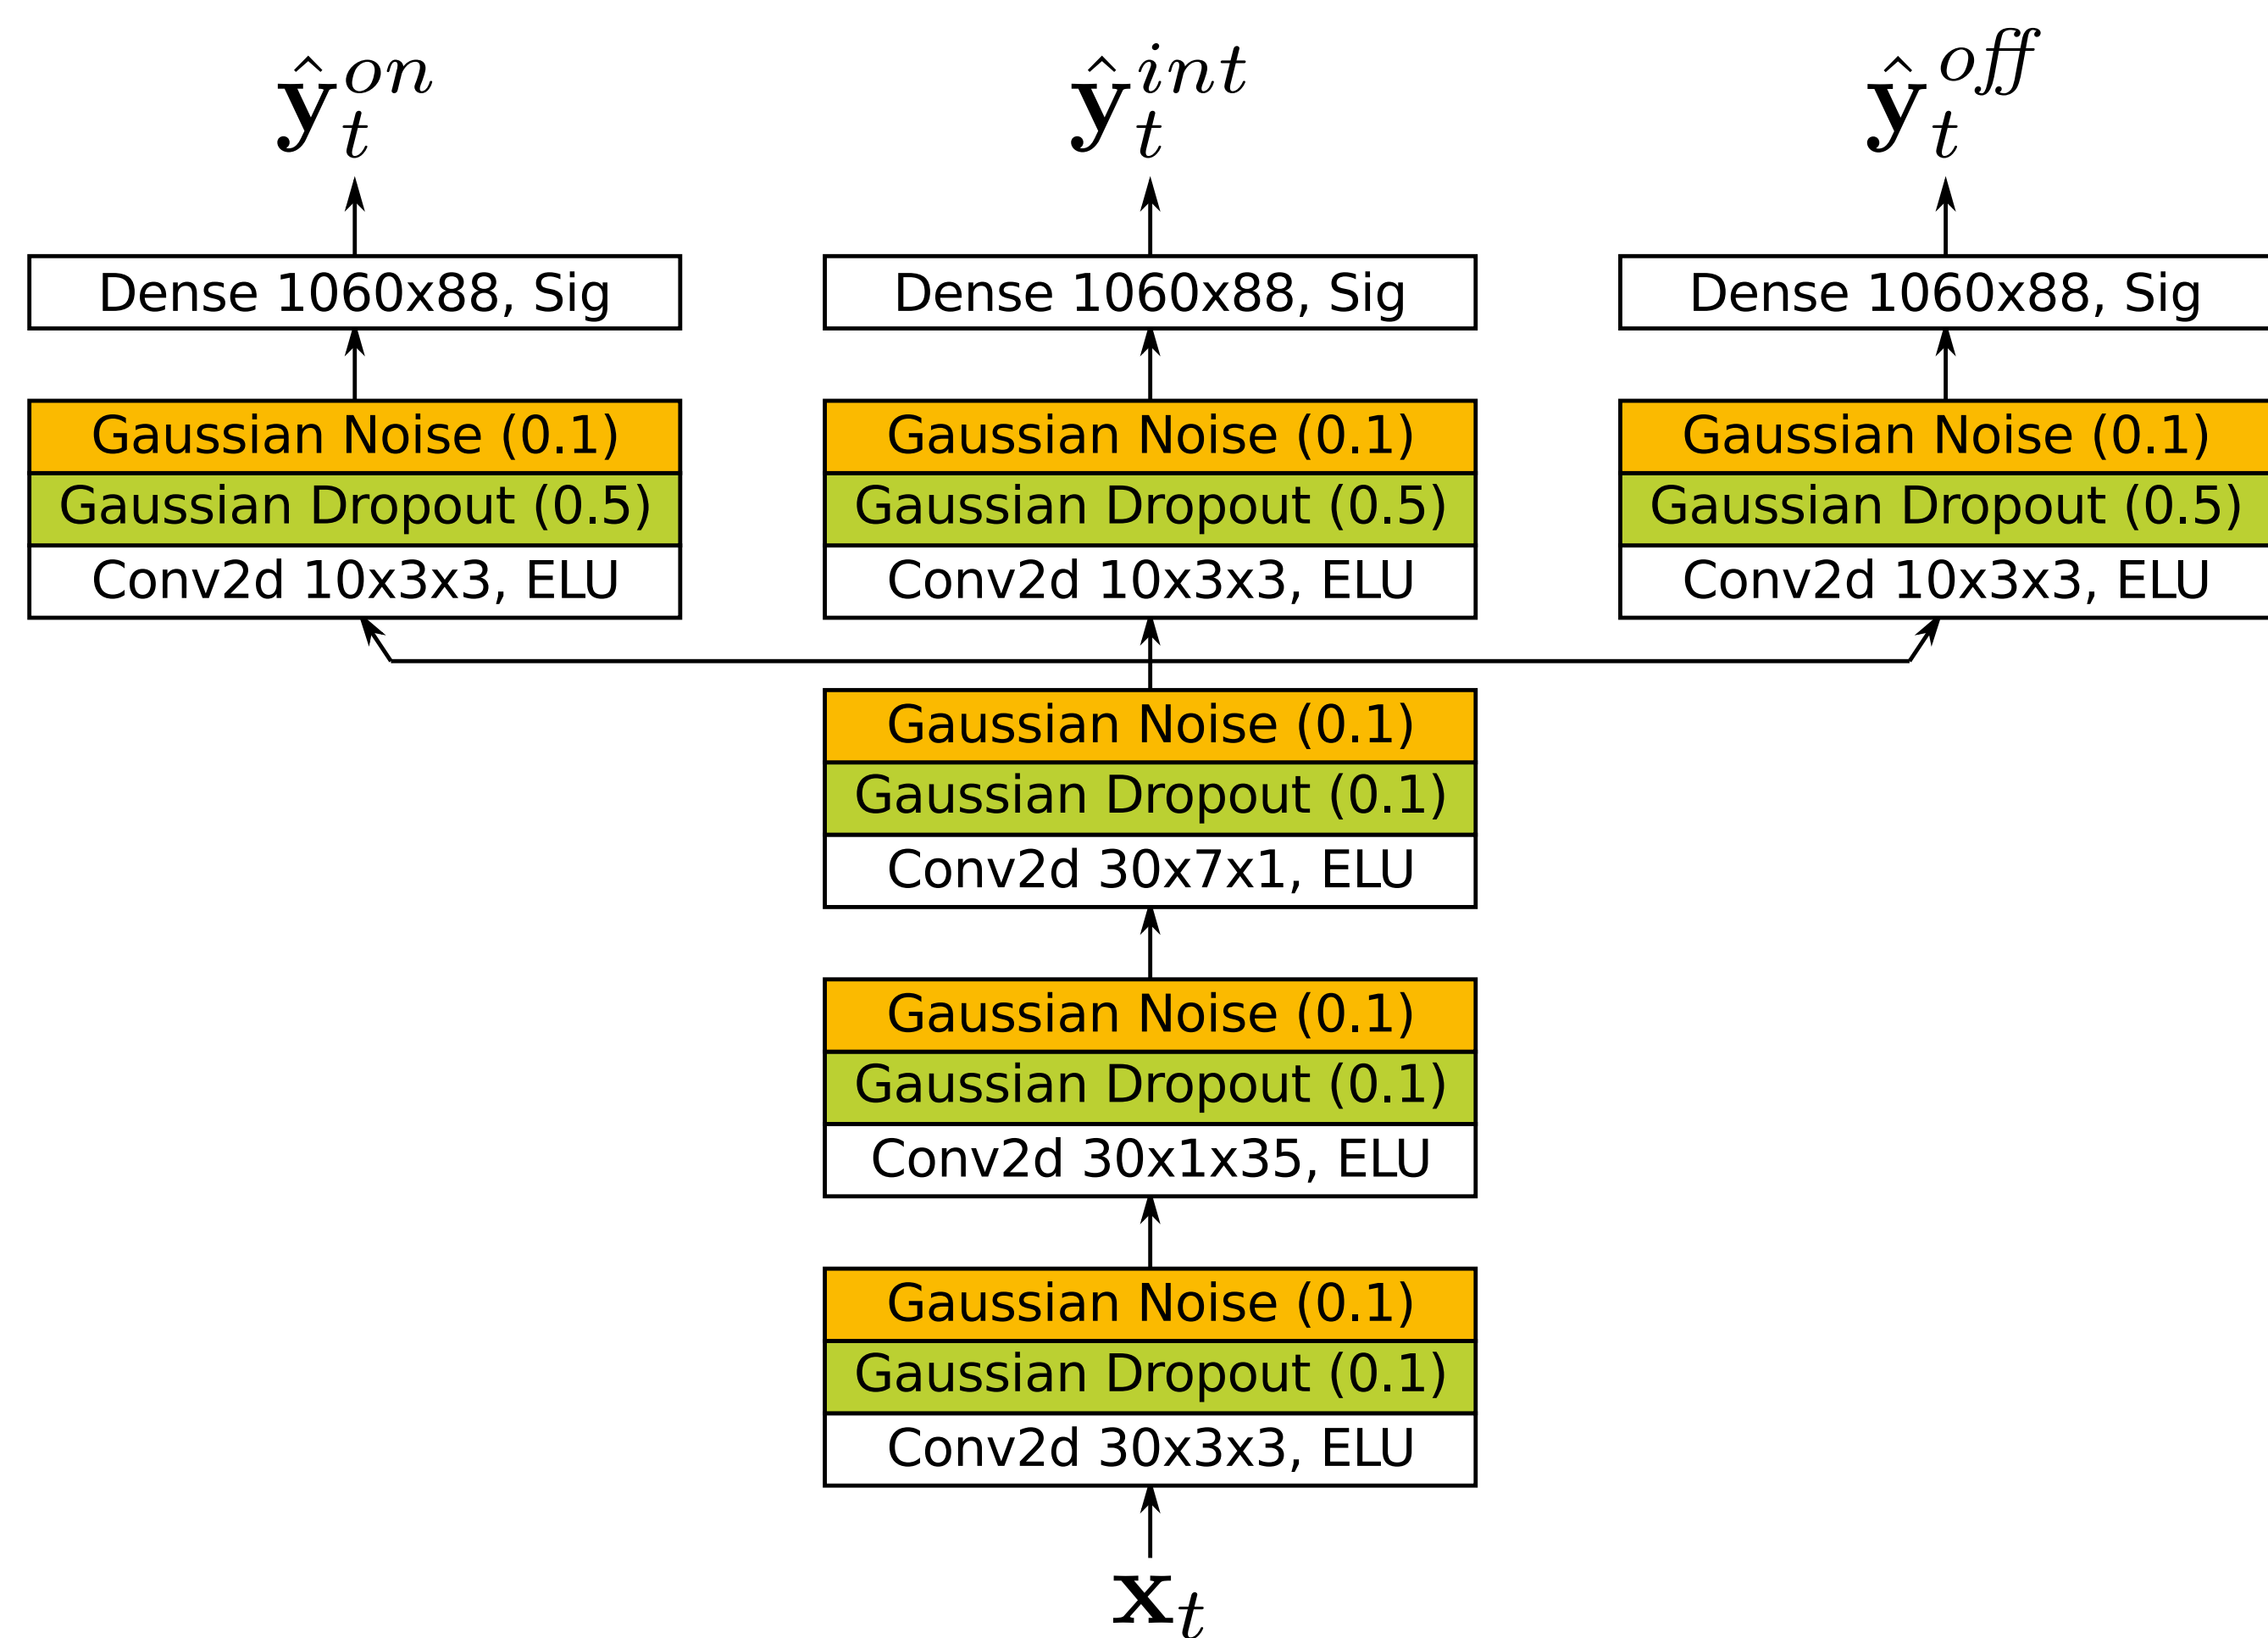 ŷ_t^{on} ŷ_t^{int} ŷ_t^{off}
Dense 1060x88, Sig Dense 1060x88, Sig Dense 1060x88, Sig
Gaussian Noise (0.1) Gaussian Noise (0.1) Gaussian Noise (0.1)
Gaussian Dropout (0.5) Gaussian Dropout (0.5) Gaussian Dropout (0.5)
Conv2d 10x3x3, ELU Conv2d 10x3x3, ELU Conv2d 10x3x3, ELU
Gaussian Noise (0.1)
Gaussian Dropout (0.1)
Conv2d 30x7x1, ELU
Gaussian Noise (0.1)
Gaussian Dropout (0.1)
Conv2d 30x1x35, ELU
Gaussian Noise (0.1)
Gaussian Dropout (0.1)
Conv2d 30x3x3, ELU
x_t